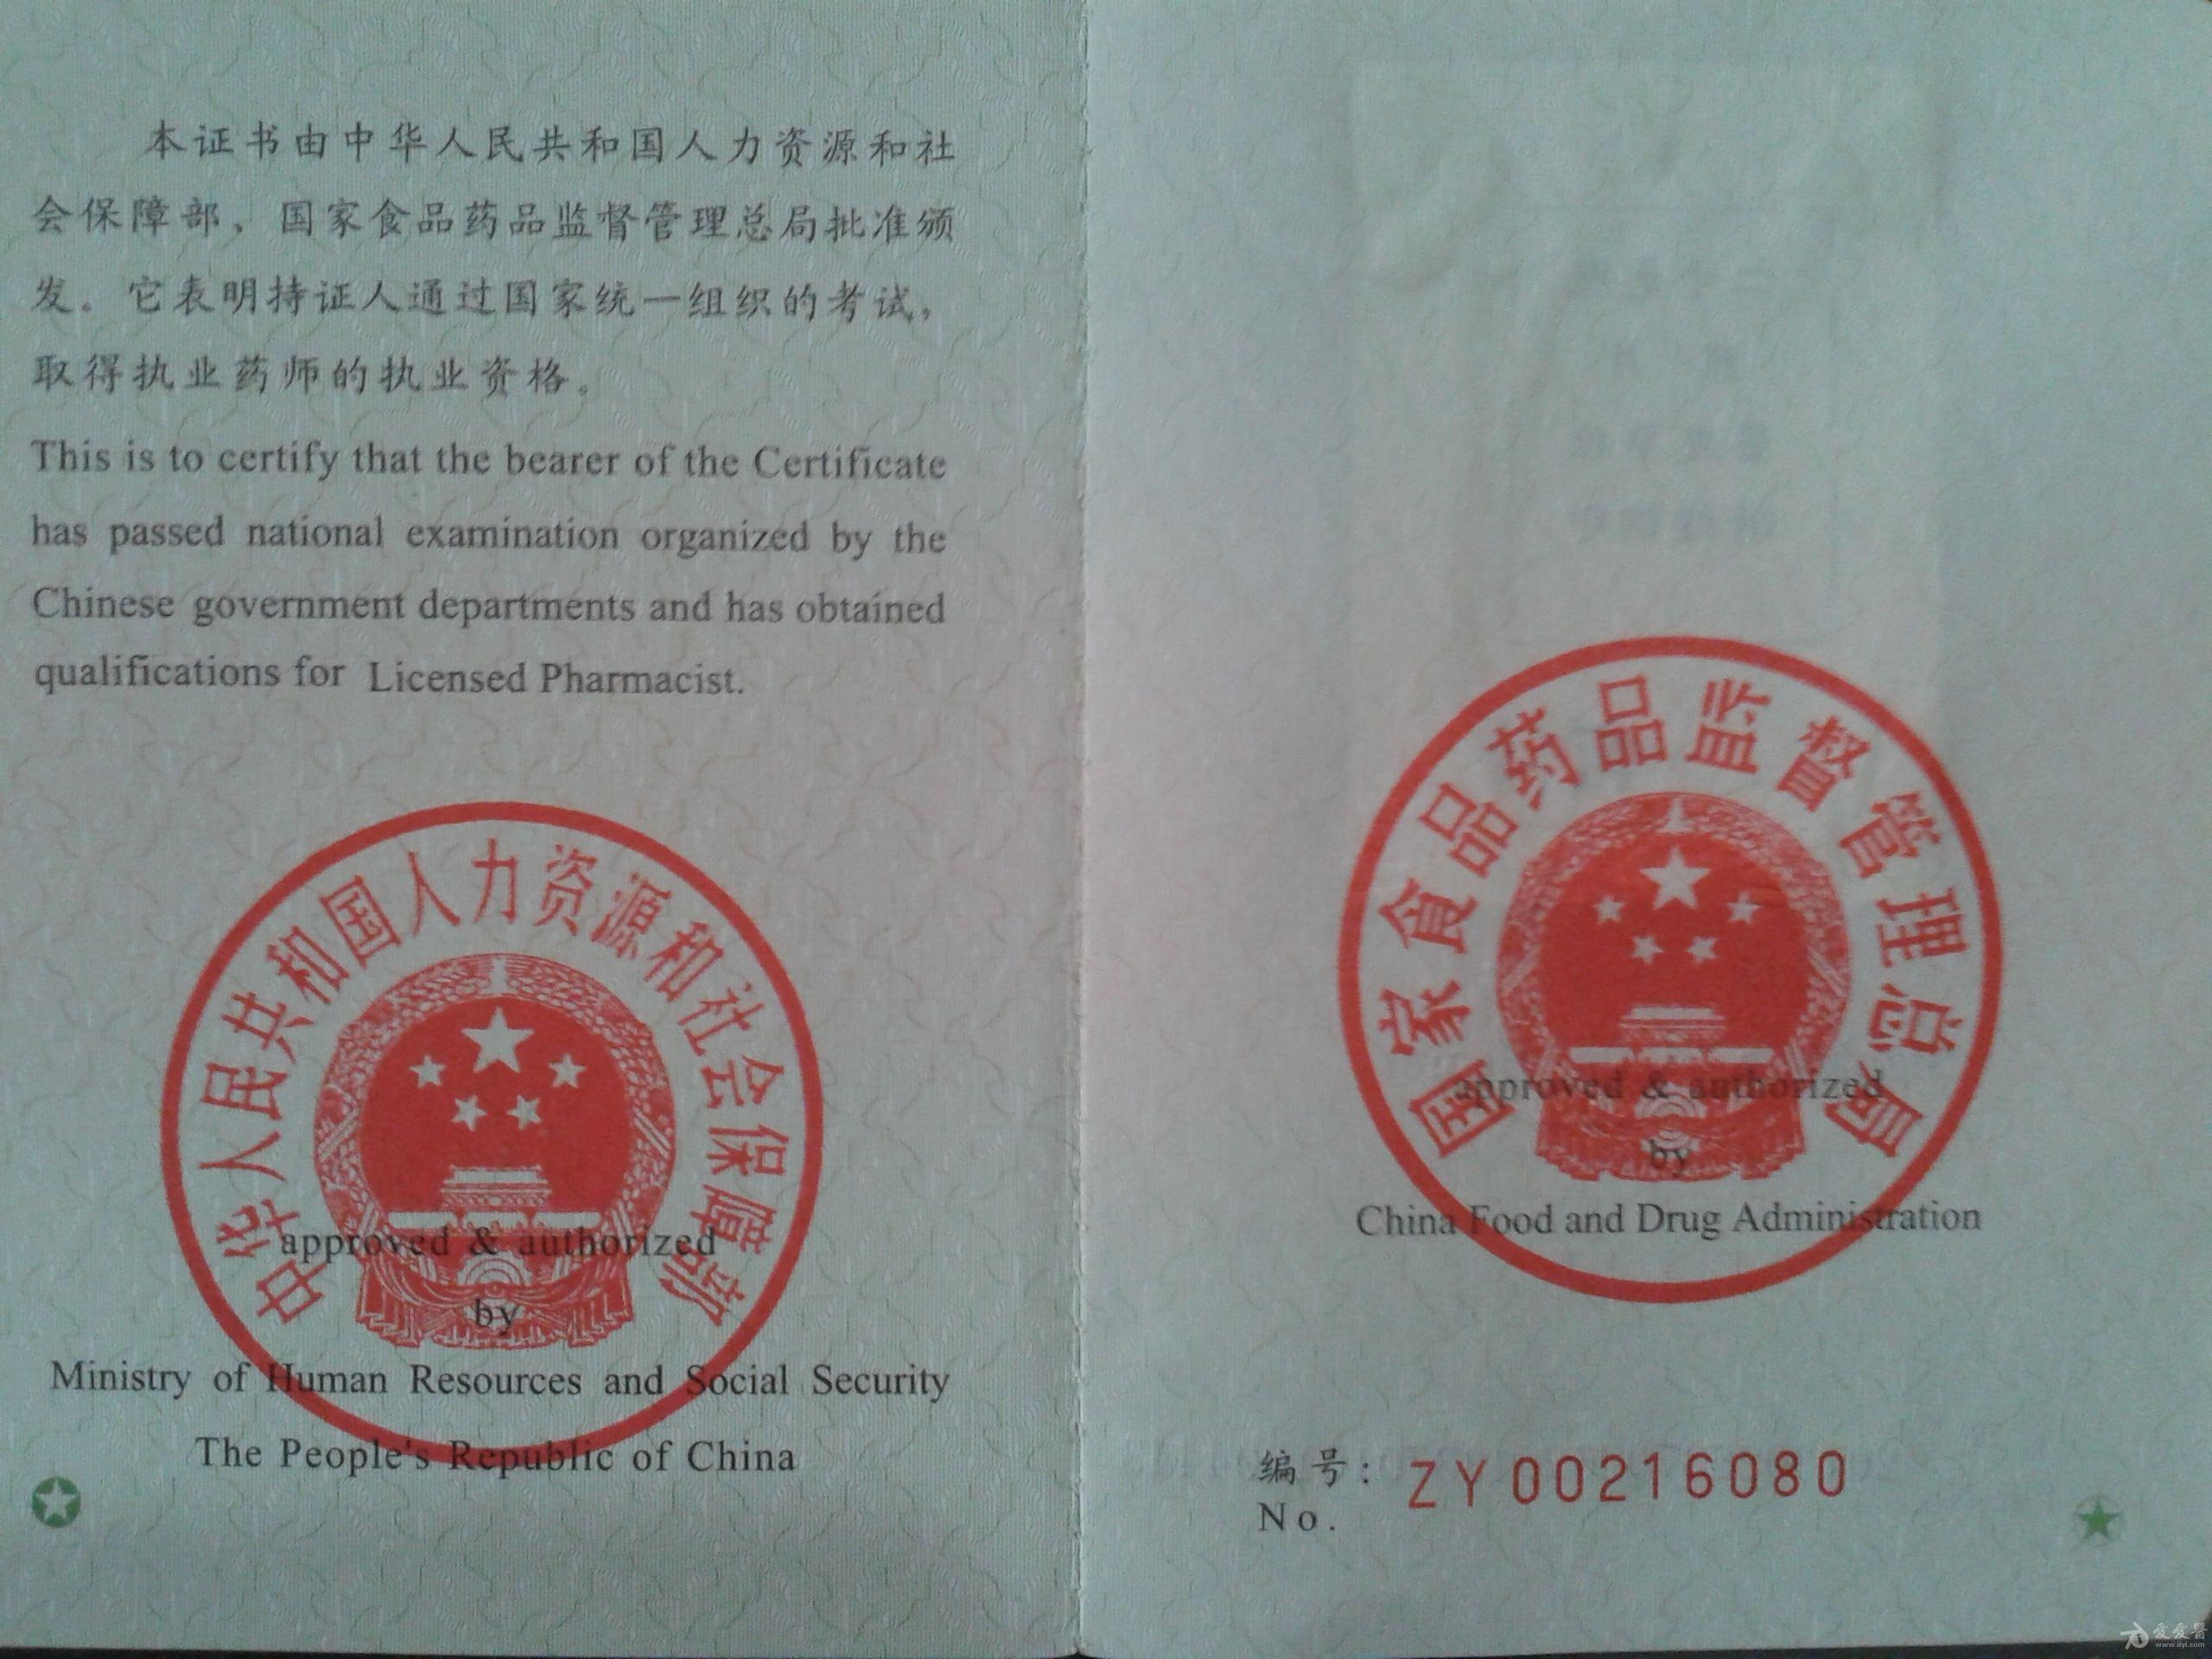 本证书由中华人民共和国人力资源和社
会保障部、国家食品药品监督管理总局批准颁
发。它表明持证人通过国家统一组织的考试，
取得执业药师的执业资格。
This is to certify that the bearer of the Certificate
has passed national examination organized by the
Chinese government departments and has obtained
qualifications for Licensed Pharmacist.
中华人民共和国人力资源和社会保障部
approved & authorized
by
Ministry of Human Resources and Social Security
The People's Republic of China
国家食品药品监督管理总局
approved & authorized
by
China Food and Drug Administration
编号: ZY00216080
No.
爱爱医
www.iiyi.com